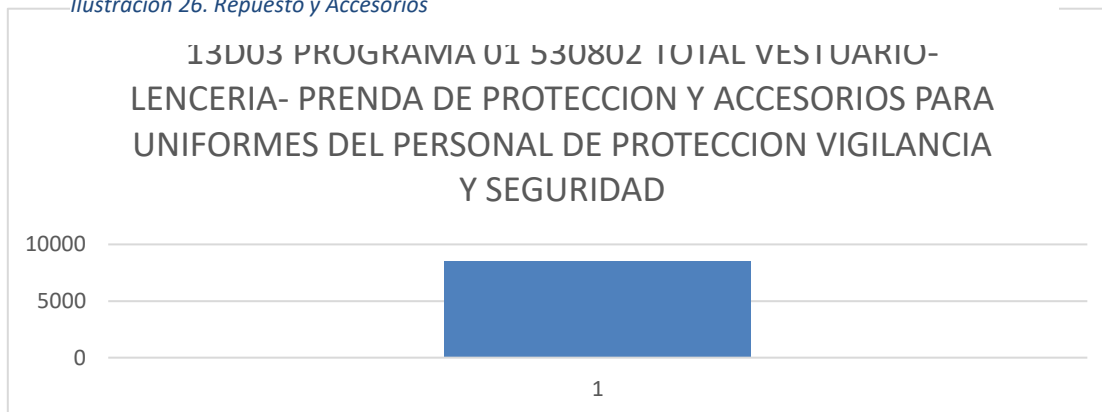 Ilustración 26. Repuesto y Accesorios
13D03 PROGRAMA 01 530802 TOTAL VESTUARIO-
LENCERIA- PRENDA DE PROTECCION Y ACCESORIOS PARA
UNIFORMES DEL PERSONAL DE PROTECCION VIGILANCIA
Y SEGURIDAD
10000
5000
0
1